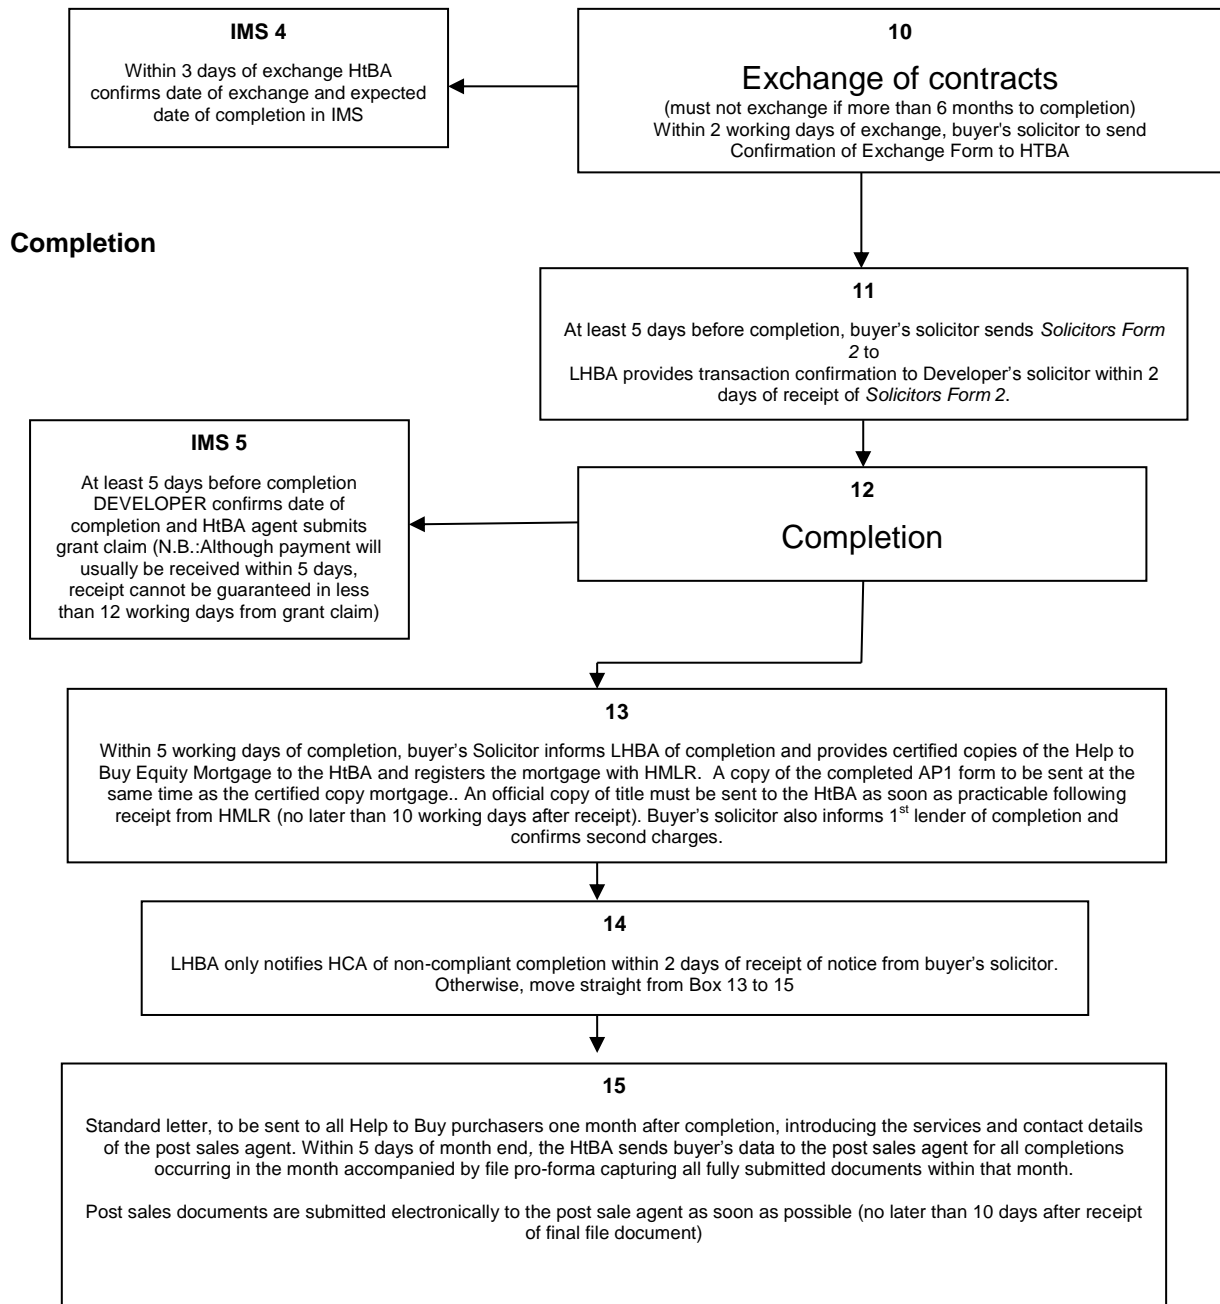 IMS 4
Within 3 days of exchange HtBA
confirms date of exchange and expected
date of completion in IMS
10
Exchange of contracts
(must not exchange if more than 6 months to completion)
Within 2 working days of exchange, buyer's solicitor to send
Confirmation of Exchange Form to HTBA
Completion
11
At least 5 days before completion, buyer’s solicitor sends Solicitors Form
2 to
LHBA provides transaction confirmation to Developer’s solicitor within 2
days of receipt of Solicitors Form 2.
IMS 5
At least 5 days before completion
DEVELOPER confirms date of
completion and HtBA agent submits
grant claim (N.B.:Although payment will
usually be received within 5 days,
receipt cannot be guaranteed in less
than 12 working days from grant claim)
12
Completion
13
Within 5 working days of completion, buyer’s Solicitor informs LHBA of completion and provides certified copies of the Help to
Buy Equity Mortgage to the HtBA and registers the mortgage with HMLR. A copy of the completed AP1 form to be sent at the
same time as the certified copy mortgage.. An official copy of title must be sent to the HtBA as soon as practicable following
receipt from HMLR (no later than 10 working days after receipt). Buyer’s solicitor also informs 1st lender of completion and
confirms second charges.
14
LHBA only notifies HCA of non-compliant completion within 2 days of receipt of notice from buyer’s solicitor.
Otherwise, move straight from Box 13 to 15
15
Standard letter, to be sent to all Help to Buy purchasers one month after completion, introducing the services and contact details
of the post sales agent. Within 5 days of month end, the HtBA sends buyer’s data to the post sales agent for all completions
occurring in the month accompanied by file pro-forma capturing all fully submitted documents within that month.
Post sales documents are submitted electronically to the post sale agent as soon as possible (no later than 10 days after receipt
of final file document)